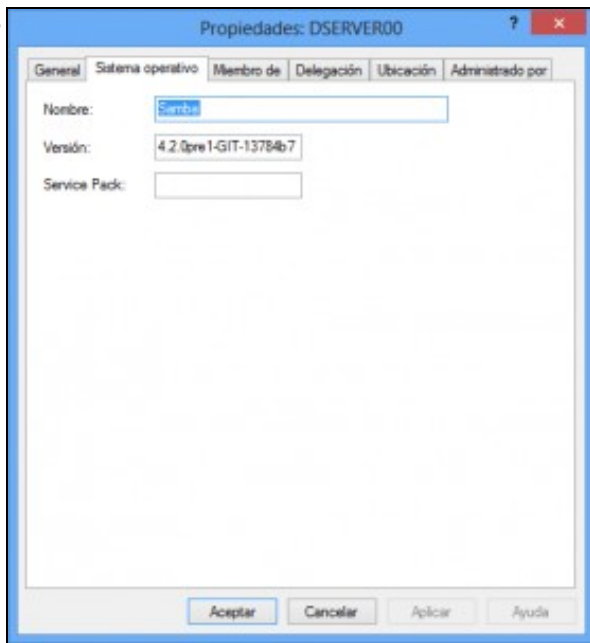 Propiedades: DSERVER00
?
General Sistema operativo Miembro de Delegación Ubicación Administrado por
Nombre: Samba
Versión: 4.2.0pre1-GIT-13784b7
Service Pack:
Aceptar Cancelar Aplicar Ayuda